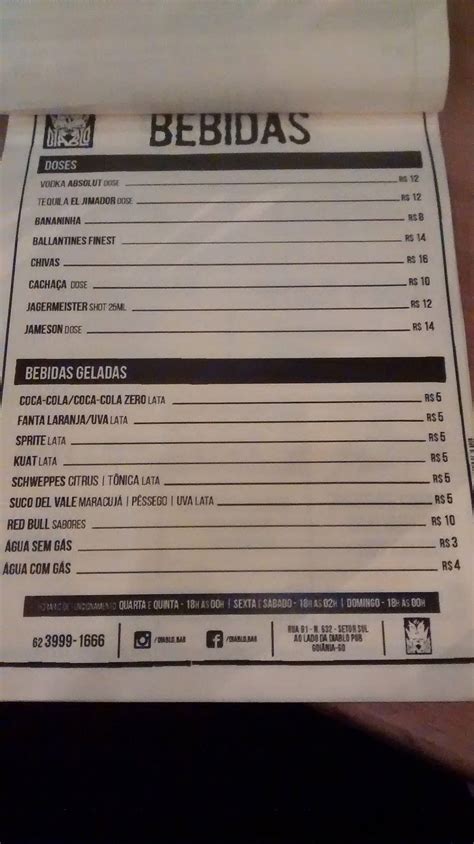 DIABLO
BEBIDAS
DOSES
VODKA ABSOLUT DOSE R$ 12
TEQUILA EL JIMADOR DOSE R$ 12
BANANINHA R$ 8
BALLANTINES FINEST R$ 14
CHIVAS R$ 16
CACHAÇA DOSE R$ 10
JAGERMEISTER SHOT 25ML R$ 12
JAMESON DOSE R$ 14
BEBIDAS GELADAS
COCA-COLA/COCA-COLA ZERO LATA R$ 5
FANTA LARANJA/UVA LATA R$ 5
SPRITE LATA R$ 5
KUAT LATA R$ 5
SCHWEPPES CITRUS | TÔNICA LATA R$ 5
SUCO DEL VALE MARACUJÁ | PÊSSEGO | UVA LATA R$ 5
RED BULL SABORES R$ 10
ÁGUA SEM GÁS R$ 3
ÁGUA COM GÁS R$ 4
HORÁRIO DE FUNCIONAMENTO: QUARTA E QUINTA - 18H ÀS 00H | SEXTA E SÁBADO - 18H ÀS 02H | DOMINGO - 18H ÀS 00H
62 3999-1666
/DIABLO.BAR
/DIABLO.BAR
RUA 91 - N. 632 - SETOR SUL
AO LADO DA DIABLO PUB
GOIÂNIA-GO